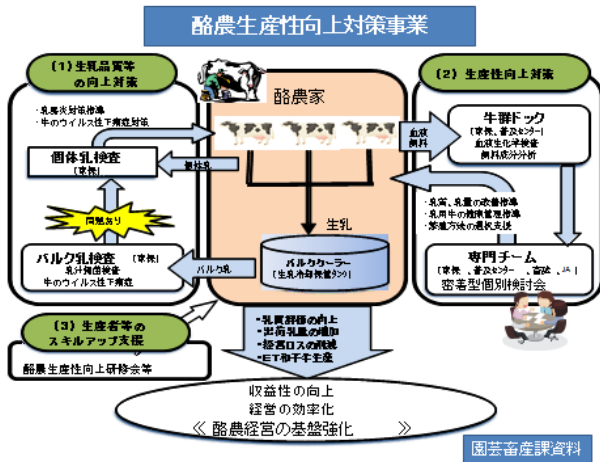 酪農生産性向上対策事業
(1)生乳品質等
の向上対策
・乳房炎対策指導
・牛のウイルス性下痢症対策
個体乳検査
(家保)
問題あり
バルク乳検査 (家保)
乳汁細菌検査
牛のウイルス性下痢症
(3)生産者等の
スキルアップ支援
酪農生産性向上研修会等
酪農家
個体乳
生乳
バルククーラー
(生乳冷却保管タンク)
バルク乳
(2) 生産性向上対策
血液
飼料
牛群ドック
(家保、普及センター)
血液生化学検査
飼料成分分析
・乳質、乳量の改善指導
・乳用牛の健康管理指導
・繁殖方法の選択支援
専門チーム
(家保、普及センター、畜試、JA)
密着型個別検討会
・乳質評価の向上
・出荷乳量の増加
・経営ロスの削減
・ET和子牛生産
収益性の向上
経営の効率化
≪ 酪農経営の基盤強化 ≫
園芸畜産課資料